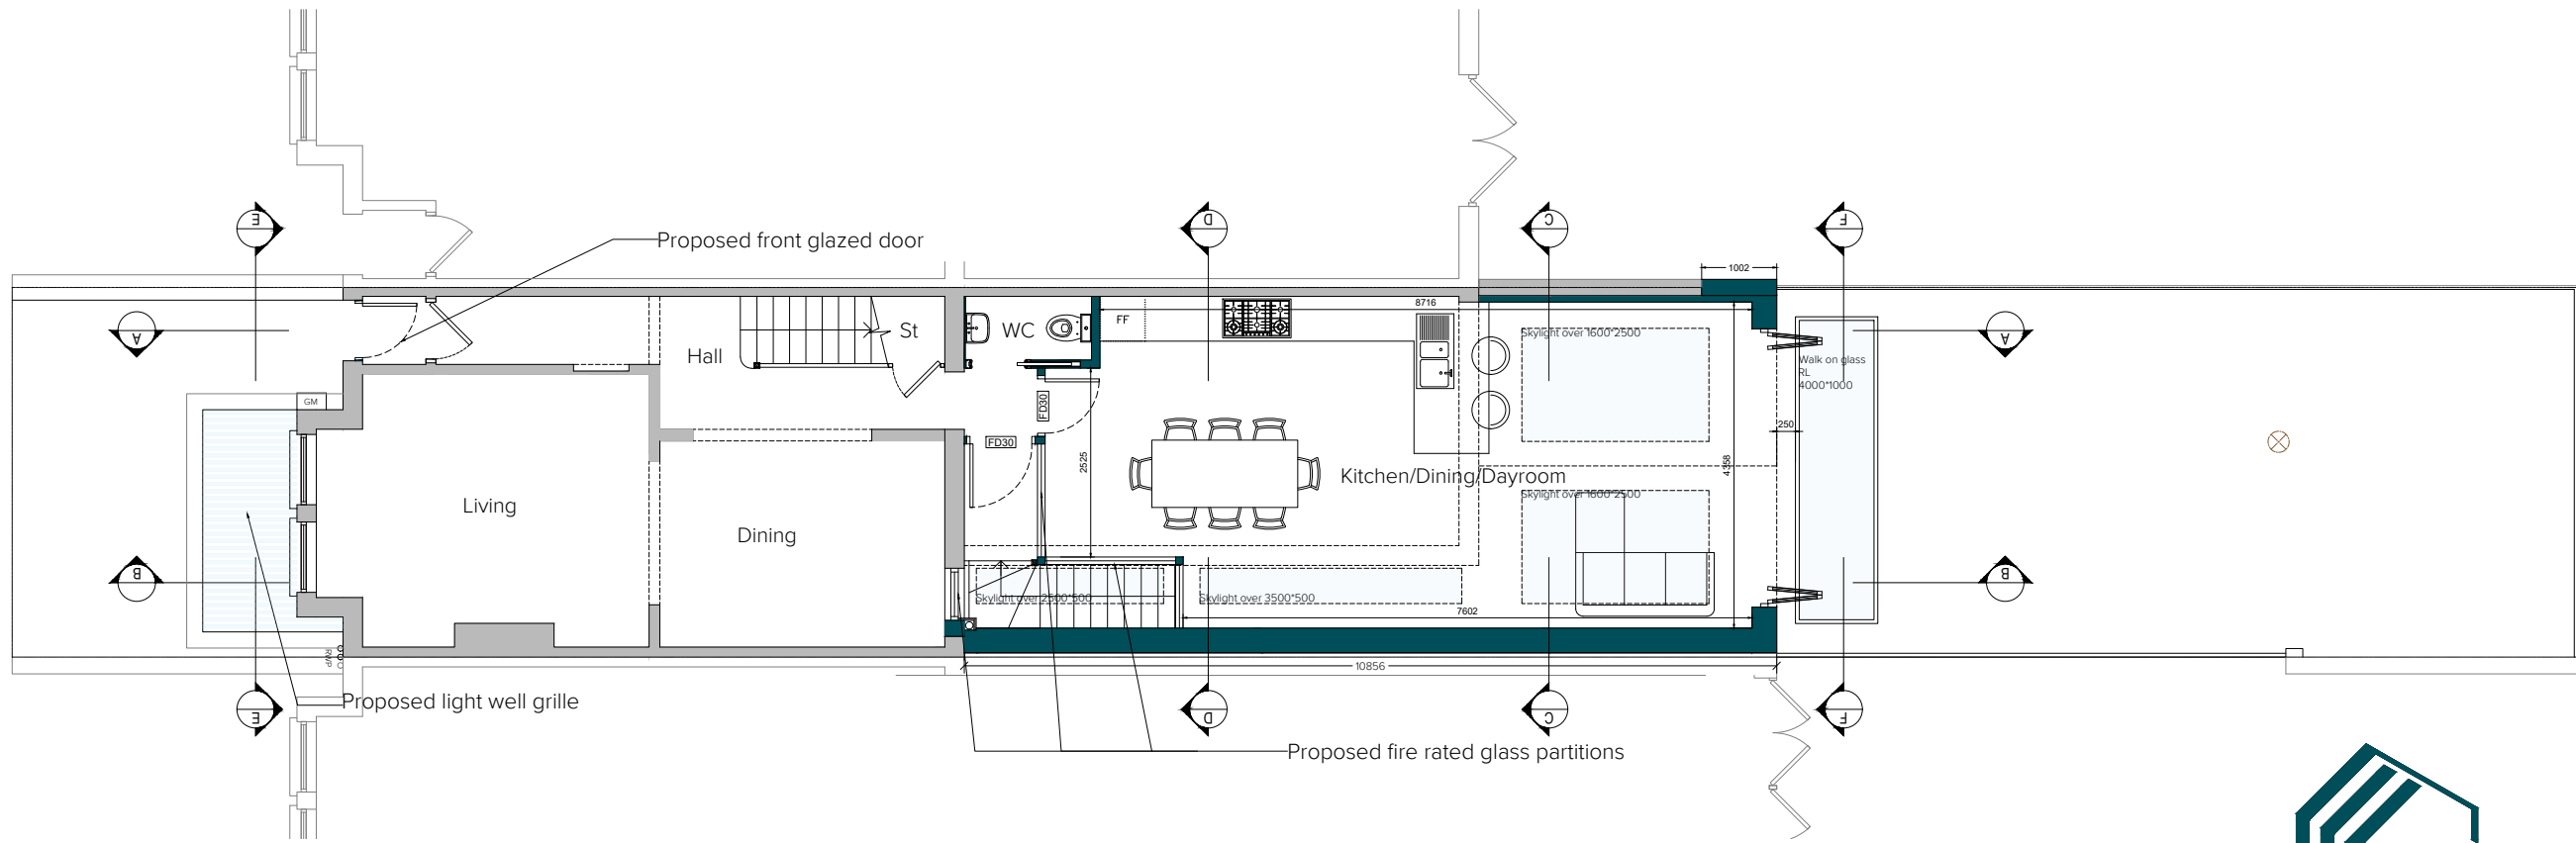 E
D
C
F
Proposed front glazed door
1002
A
Hall
St
WC
FF
8716
Skylight over 1600*2500
A
Walk on glass
RL
4000*1000
GM
FD30
FD30
250
2525
4358
Kitchen/Dining/Dayroom
Skylight over 1600*2500
Living
Dining
B
Skylight over 2500*500
Skylight over 3500*500
7602
B
RWP
10856
Proposed light well grille
E
D
C
F
Proposed fire rated glass partitions